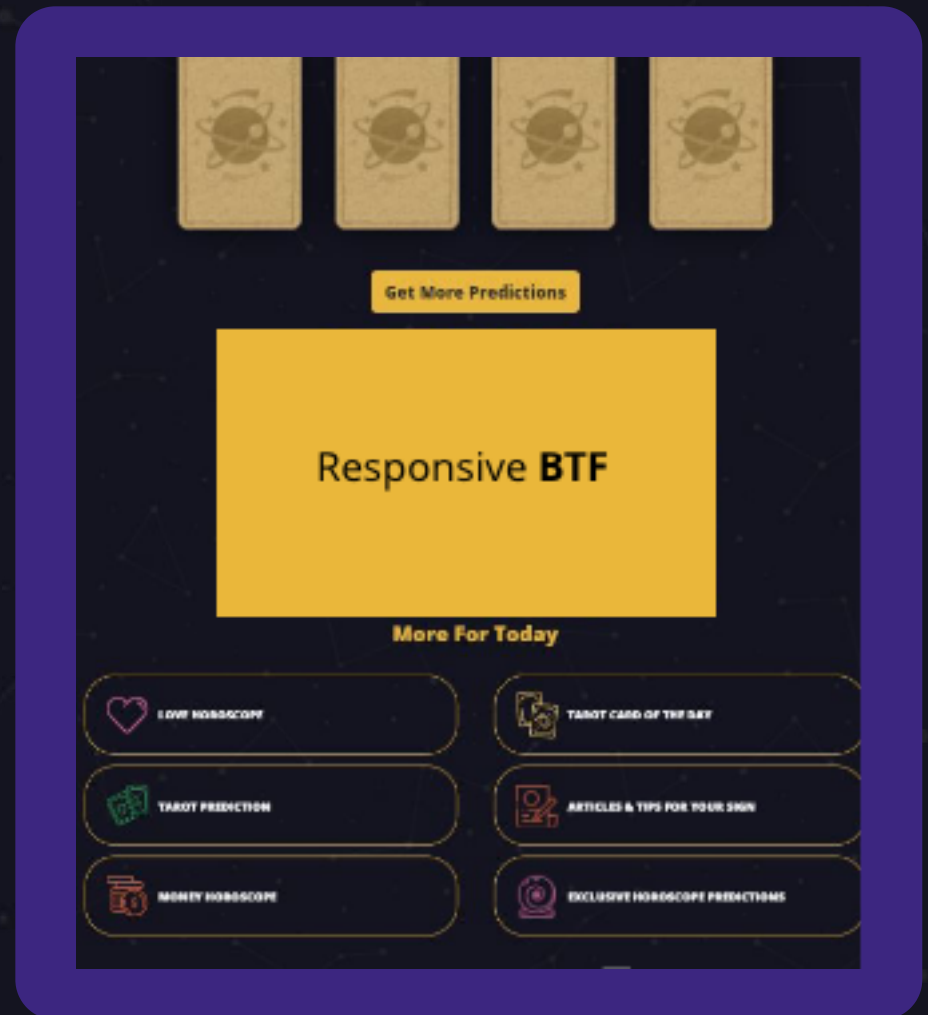 Get More Predictions
Responsive BTF
More For Today
LOVE HOROSCOPE
TAROT CARD OF THE DAY
TAROT PREDICTION
ARTICLES & TIPS FOR YOUR SIGN
MONEY HOROSCOPE
EXCLUSIVE HOROSCOPE PREDICTIONS